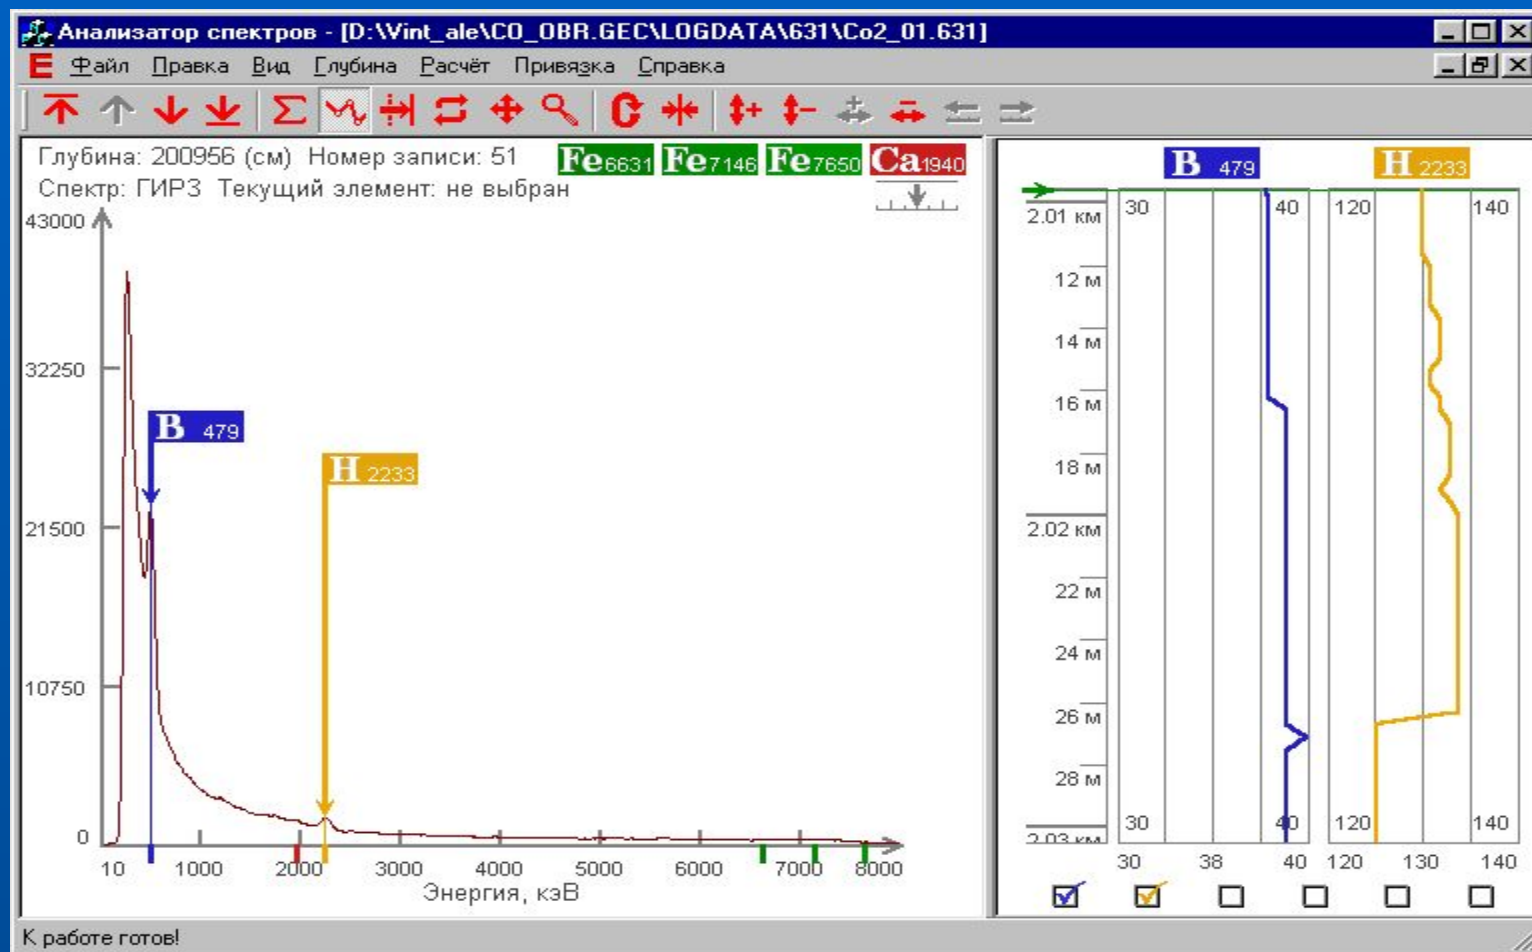 Анализатор спектров - [D:\Vint_ale\CO_OBR.GEC\LOGDATA\631\Co2_01.631]
Файл Правка Вид Глубина Расчёт Привязка Справка
Глубина: 200956 (см) Номер записи: 51
Fe6631 Fe7146 Fe7650 Ca1940
Спектр: ГИРЗ Текущий элемент: не выбран
43000
32250
21500
10750
0
B 479
H 2233
10 1000 2000 3000 4000 5000 6000 7000 8000
Энергия, кэВ
B 479 H 2233
2.01 км 30 40 120 140
12 м
14 м
16 м
18 м
2.02 км
22 м
24 м
26 м
28 м
30 40 120 140
2.03 км
30 38 40 120 130 140
К работе готов!